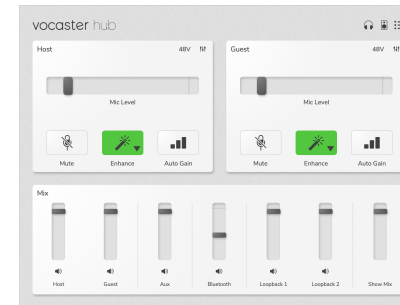 vocaster hub
Host 48V
Guest 48V
Mic Level
Mic Level
Mute Enhance Auto Gain
Mute Enhance Auto Gain
Mix
Host Guest Aux Bluetooth Loopback 1 Loopback 2 Show Mix